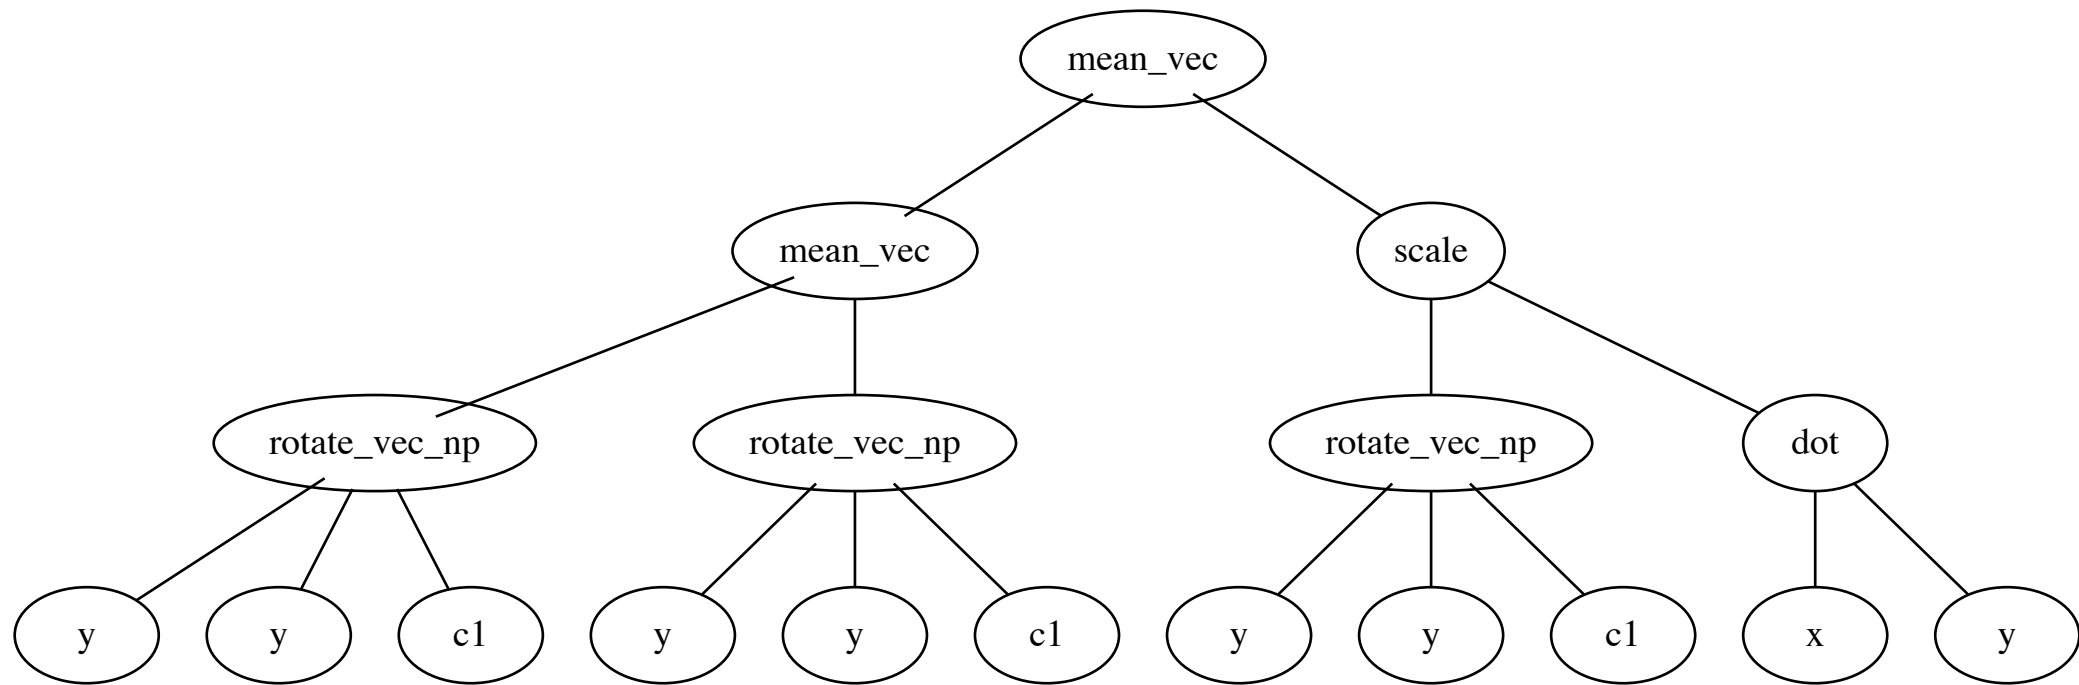 mean_vec
mean_vec scale
rotate_vec_np rotate_vec_np rotate_vec_np dot
y y c1 y y c1 y y c1 x y